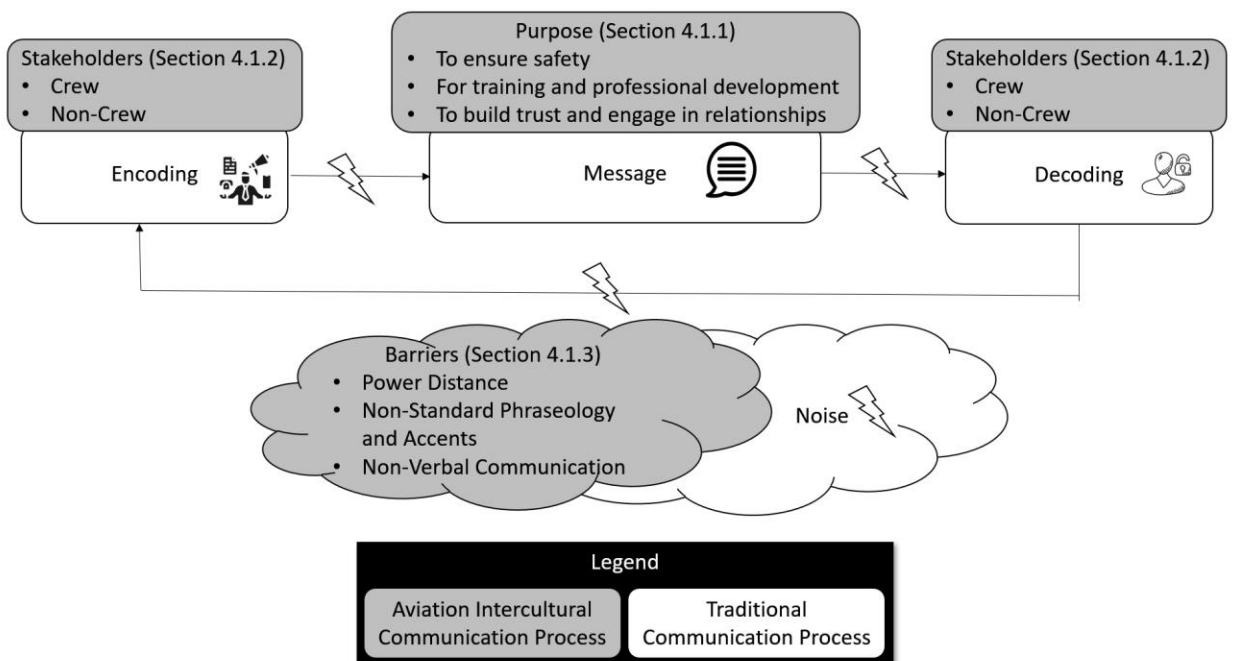 Stakeholders (Section 4.1.2)
• Crew
• Non-Crew
Encoding
Purpose (Section 4.1.1)
• To ensure safety
• For training and professional development
• To build trust and engage in relationships
Message
Stakeholders (Section 4.1.2)
• Crew
• Non-Crew
Decoding
Barriers (Section 4.1.3)
• Power Distance
• Non-Standard Phraseology
and Accents
• Non-Verbal Communication
Noise
Legend
Aviation Intercultural
Communication Process
Traditional
Communication Process